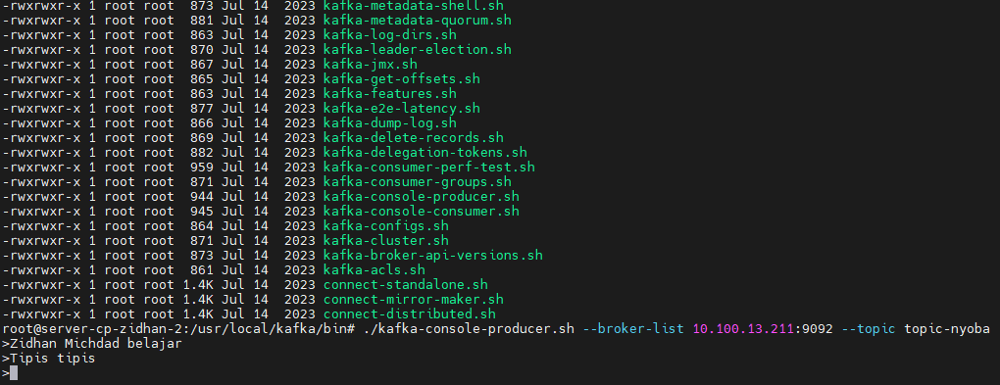 -rwxrwxr-x 1 root root  873 Jul 14  2023 kafka-metadata-shell.sh
-rwxrwxr-x 1 root root  881 Jul 14  2023 kafka-metadata-quorum.sh
-rwxrwxr-x 1 root root  863 Jul 14  2023 kafka-log-dirs.sh
-rwxrwxr-x 1 root root  870 Jul 14  2023 kafka-leader-election.sh
-rwxrwxr-x 1 root root  867 Jul 14  2023 kafka-jmx.sh
-rwxrwxr-x 1 root root  865 Jul 14  2023 kafka-get-offsets.sh
-rwxrwxr-x 1 root root  863 Jul 14  2023 kafka-features.sh
-rwxrwxr-x 1 root root  877 Jul 14  2023 kafka-e2e-latency.sh
-rwxrwxr-x 1 root root  866 Jul 14  2023 kafka-dump-log.sh
-rwxrwxr-x 1 root root  869 Jul 14  2023 kafka-delete-records.sh
-rwxrwxr-x 1 root root  882 Jul 14  2023 kafka-delegation-tokens.sh
-rwxrwxr-x 1 root root  959 Jul 14  2023 kafka-consumer-perf-test.sh
-rwxrwxr-x 1 root root  871 Jul 14  2023 kafka-consumer-groups.sh
-rwxrwxr-x 1 root root  944 Jul 14  2023 kafka-console-producer.sh
-rwxrwxr-x 1 root root  945 Jul 14  2023 kafka-console-consumer.sh
-rwxrwxr-x 1 root root  864 Jul 14  2023 kafka-configs.sh
-rwxrwxr-x 1 root root  871 Jul 14  2023 kafka-cluster.sh
-rwxrwxr-x 1 root root  873 Jul 14  2023 kafka-broker-api-versions.sh
-rwxrwxr-x 1 root root  861 Jul 14  2023 kafka-acls.sh
-rwxrwxr-x 1 root root 1.4K Jul 14  2023 connect-standalone.sh
-rwxrwxr-x 1 root root 1.4K Jul 14  2023 connect-mirror-maker.sh
-rwxrwxr-x 1 root root 1.4K Jul 14  2023 connect-distributed.sh
root@server-cp-zidhan-2:/usr/local/kafka/bin# ./kafka-console-producer.sh --broker-list 10.100.13.211:9092 --topic topic-nyoba
>Zidhan Michdad belajar
>Tipis tipis
>